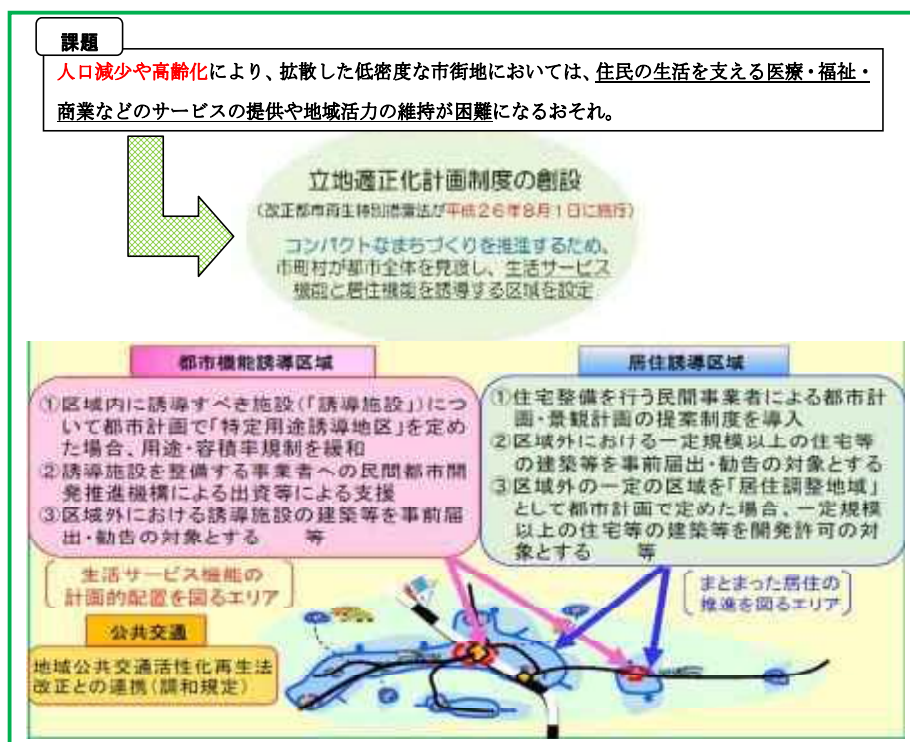 課題
人口減少や高齢化により、拡散した低密度な市街地においては、住民の生活を支える医療・福祉・
商業などのサービスの提供や地域活力の維持が困難になるおそれ。
立地適正化計画制度の創設
(改正都市再生特別措置法が平成26年8月1日に施行)
コンパクトなまちづくりを推進するため、
市町村が都市全体を見渡し、生活サービス
機能と居住機能を誘導する区域を設定
都市機能誘導区域
①区域内に誘導すべき施設(「誘導施設」)につ
いて都市計画で「特定用途誘導地区」を定め
た場合、用途・容積率規制を緩和
②誘導施設を整備する事業者への民間都市開
発推進機構による出資等による支援
③区域外における誘導施設の建築等を事前届
出・勧告の対象とする 等
生活サービス機能の
計画的配置を図るエリア
居住誘導区域
①住宅整備を行う民間事業者による都市計
画・景観計画の提案制度を導入
②区域外における一定規模以上の住宅等
の建築等を事前届出・勧告の対象とする
③区域外の一定の区域を「居住調整地域」
として都市計画で定めた場合、一定規模
以上の住宅等の建築等を開発許可の対
象とする 等
まとまった居住の
推進を図るエリア
公共交通
地域公共交通活性化再生法
改正との連携(調和規定)